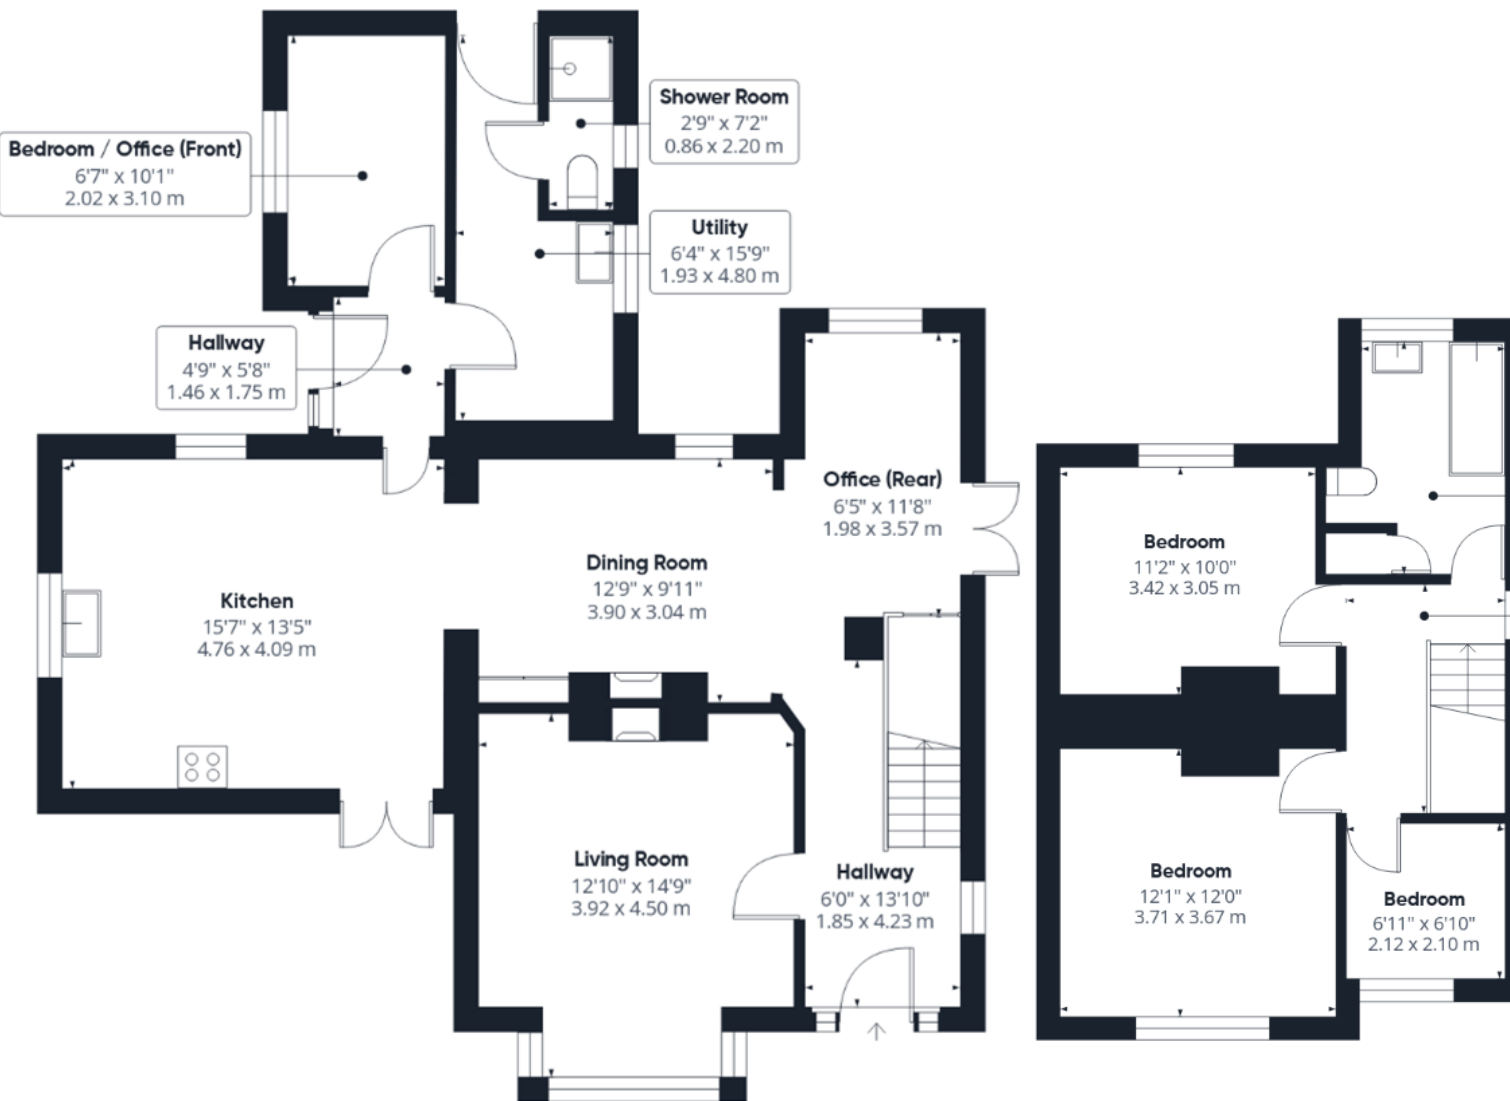 Shower Room
2'9" x 7'2"
0.86 x 2.20 m
Bedroom / Office (Front)
6'7" x 10'1"
2.02 x 3.10 m
Utility
6'4" x 15'9"
1.93 x 4.80 m
Hallway
4'9" x 5'8"
1.46 x 1.75 m
Office (Rear)
6'5" x 11'8"
1.98 x 3.57 m
Dining Room
12'9" x 9'11"
3.90 x 3.04 m
Kitchen
15'7" x 13'5"
4.76 x 4.09 m
Living Room
12'10" x 14'9"
3.92 x 4.50 m
Hallway
6'0" x 13'10"
1.85 x 4.23 m
Bedroom
11'2" x 10'0"
3.42 x 3.05 m
Bedroom
12'1" x 12'0"
3.71 x 3.67 m
Bedroom
6'11" x 6'10"
2.12 x 2.10 m